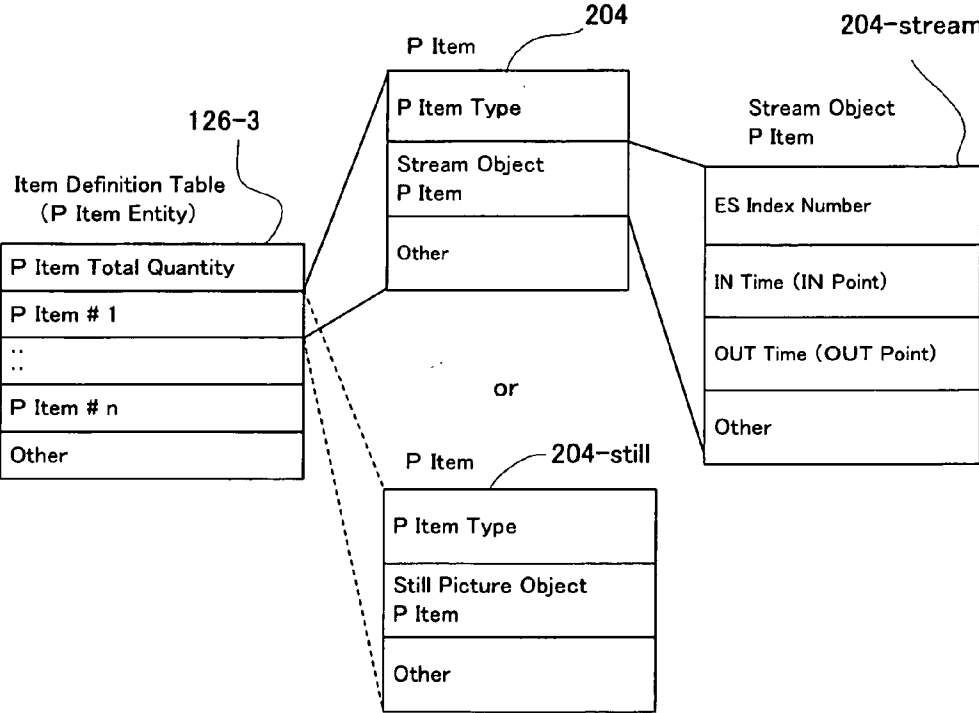 126-3
Item Definition Table
(P Item Entity)
P Item Total Quantity
P Item # 1
..
..
P Item # n
Other
204
P Item
P Item Type
Stream Object
P Item
Other
or
P Item
204-still
P Item Type
Still Picture Object
P Item
Other
204-stream
Stream Object
P Item
ES Index Number
IN Time (IN Point)
OUT Time (OUT Point)
Other